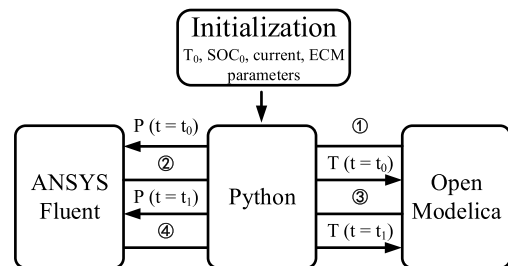 Initialization
T0, SOC0, current, ECM
parameters
P (t = t0)
①
②
T (t = t0)
ANSYS
Fluent
Python
Open
Modelica
P (t = t1)
③
④
T (t = t1)